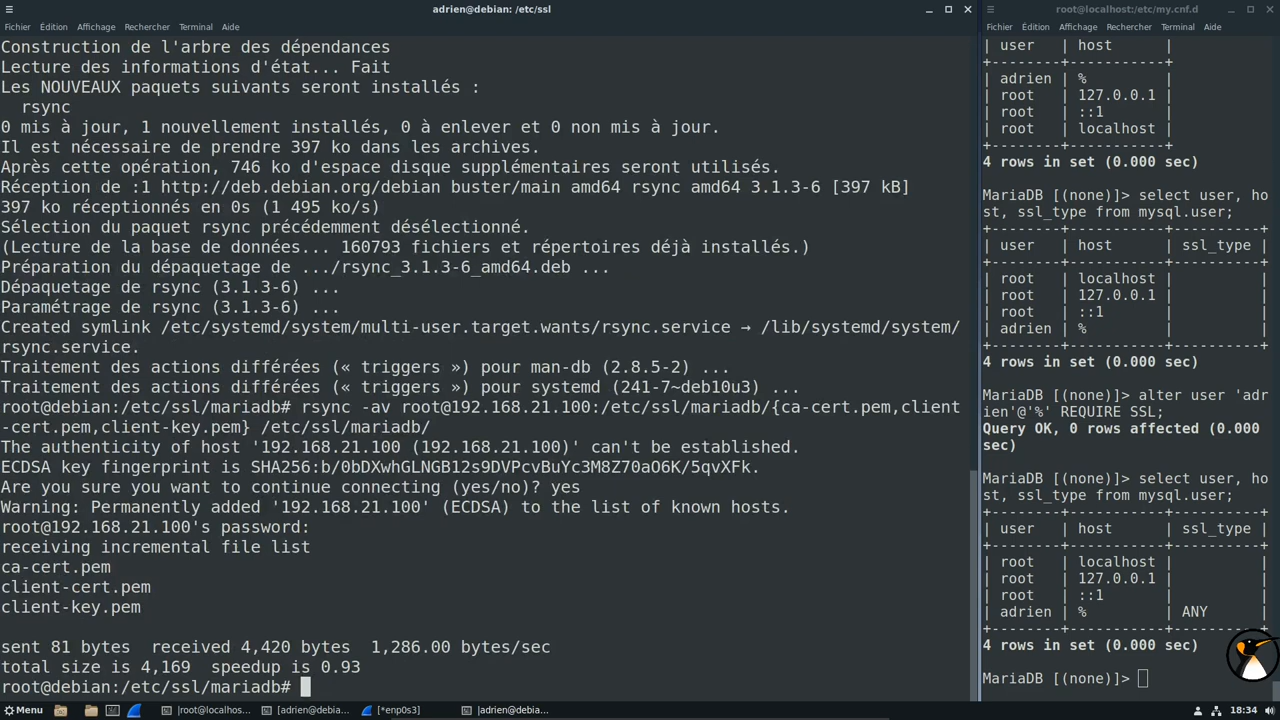 adrien@debian: /etc/ssl
Fichier Édition Affichage Rechercher Terminal Aide
Construction de l'arbre des dépendances
Lecture des informations d'état... Fait
Les NOUVEAUX paquets suivants seront installés :
rsync
0 mis à jour, 1 nouvellement installés, 0 à enlever et 0 non mis à jour.
Il est nécessaire de prendre 397 ko dans les archives.
Après cette opération, 746 ko d'espace disque supplémentaires seront utilisés.
Réception de :1 http://deb.debian.org/debian buster/main amd64 rsync amd64 3.1.3-6 [397 kB]
397 ko réceptionnés en 0s (1 495 ko/s)
Sélection du paquet rsync précédemment désélectionné.
(Lecture de la base de données... 160793 fichiers et répertoires déjà installés.)
Préparation du dépaquetage de .../rsync_3.1.3-6_amd64.deb ...
Dépaquetage de rsync (3.1.3-6) ...
Paramétrage de rsync (3.1.3-6) ...
Created symlink /etc/systemd/system/multi-user.target.wants/rsync.service → /lib/systemd/system/
rsync.service.
Traitement des actions différées (« triggers ») pour man-db (2.8.5-2) ...
Traitement des actions différées (« triggers ») pour systemd (241-7~deb10u3) ...
root@debian:/etc/ssl/mariadb# rsync -av root@192.168.21.100:/etc/ssl/mariadb/{ca-cert.pem,client
-cert.pem,client-key.pem} /etc/ssl/mariadb/
The authenticity of host '192.168.21.100 (192.168.21.100)' can't be established.
ECDSA key fingerprint is SHA256:b/0bDXwhGLNGB12s9DVPcvBuYc3M8Z70aO6K/5qvXFk.
Are you sure you want to continue connecting (yes/no)? yes
Warning: Permanently added '192.168.21.100' (ECDSA) to the list of known hosts.
root@192.168.21.100's password:
receiving incremental file list
ca-cert.pem
client-cert.pem
client-key.pem
sent 81 bytes  received 4,420 bytes  1,286.00 bytes/sec
total size is 4,169  speedup is 0.93
root@debian:/etc/ssl/mariadb#
root@localhost:/etc/my.cnf.d
Fichier Édition Affichage Rechercher Terminal Aide
| user   | host      |
+--------+-----------+
| adrien | %         |
| root   | 127.0.0.1 |
| root   | ::1       |
| root   | localhost |
+--------+-----------+
4 rows in set (0.000 sec)
MariaDB [(none)]> select user, ho
st, ssl_type from mysql.user;
+--------+-----------+----------+
| user   | host      | ssl_type |
+--------+-----------+----------+
| root   | localhost |          |
| root   | 127.0.0.1 |          |
| root   | ::1       |          |
| adrien | %         |          |
+--------+-----------+----------+
4 rows in set (0.000 sec)
MariaDB [(none)]> alter user 'adr
ien'@'%' REQUIRE SSL;
Query OK, 0 rows affected (0.000
sec)
MariaDB [(none)]> select user, ho
st, ssl_type from mysql.user;
+--------+-----------+----------+
| user   | host      | ssl_type |
+--------+-----------+----------+
| root   | localhost |          |
| root   | 127.0.0.1 |          |
| root   | ::1       |          |
| adrien | %         | ANY      |
+--------+-----------+----------+
4 rows in set (0.000 sec)
MariaDB [(none)]>
Menu |root@localhos... [adrien@debia... [*enp0s3] |adrien@debia... 18:34